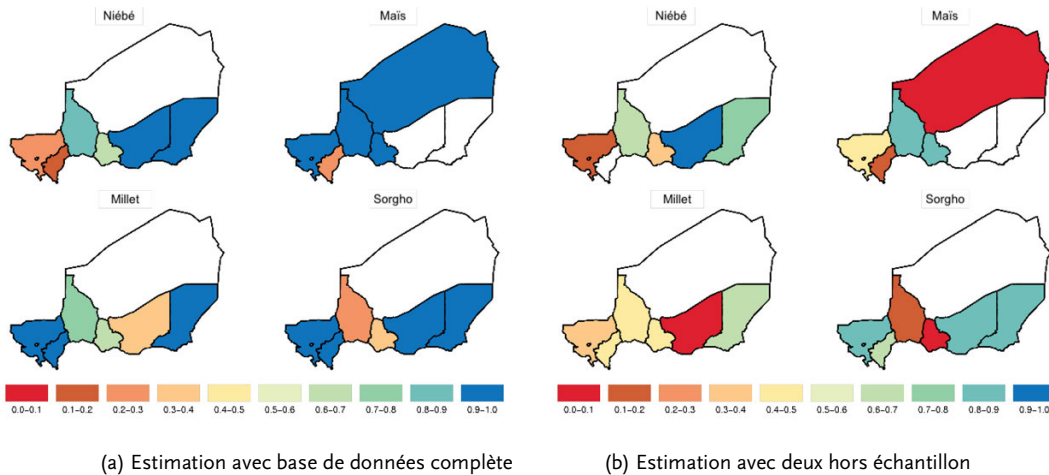 Niébé
Maïs
Niébé
Maïs
Millet
Sorgho
Millet
Sorgho
0.0–0.1 0.1–0.2 0.2–0.3 0.3–0.4 0.4–0.5 0.5–0.6 0.6–0.7 0.7–0.8 0.8–0.9 0.9–1.0
0.0–0.1 0.1–0.2 0.2–0.3 0.3–0.4 0.4–0.5 0.5–0.6 0.6–0.7 0.7–0.8 0.8–0.9 0.9–1.0
(a) Estimation avec base de données complète
(b) Estimation avec deux hors échantillon